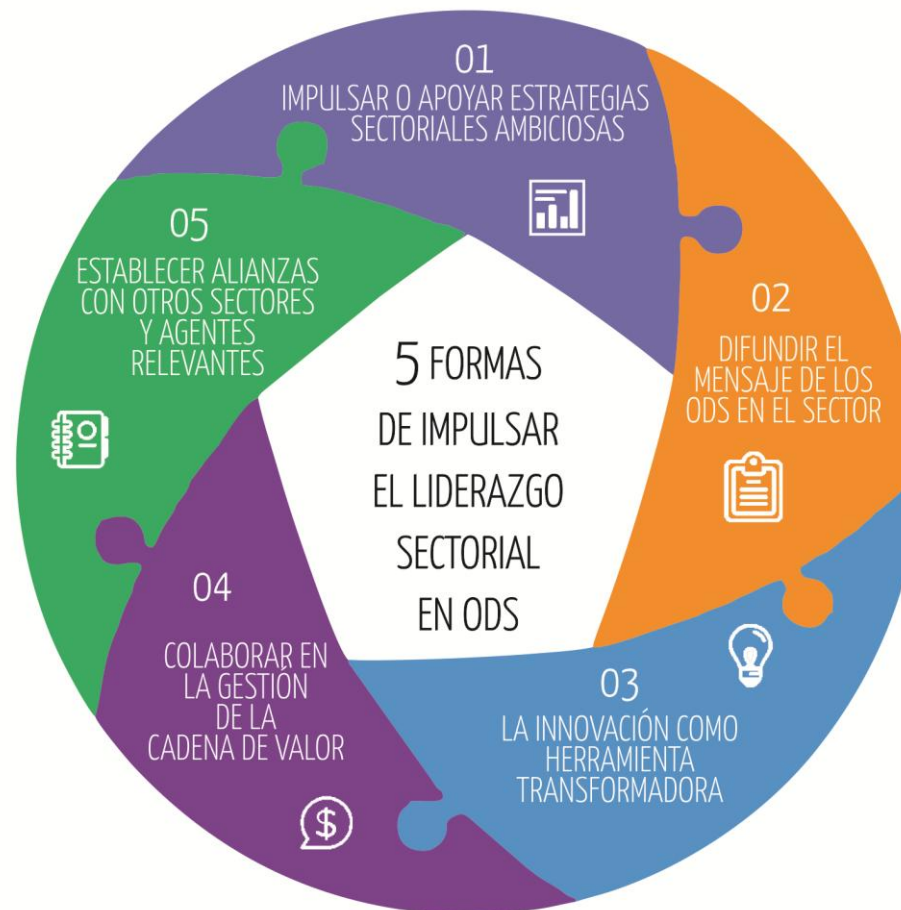 01
IMPULSAR O APOYAR ESTRATEGIAS
SECTORIALES AMBICIOSAS
02
DIFUNDIR EL
MENSAJE DE LOS
ODS EN EL SECTOR
03
LA INNOVACIÓN COMO
HERRAMIENTA
TRANSFORMADORA
04
COLABORAR EN
LA GESTIÓN
DE LA
CADENA DE VALOR
05
ESTABLECER ALIANZAS
CON OTROS SECTORES
Y AGENTES
RELEVANTES
5 FORMAS
DE IMPULSAR
EL LIDERAZGO
SECTORIAL
EN ODS
$